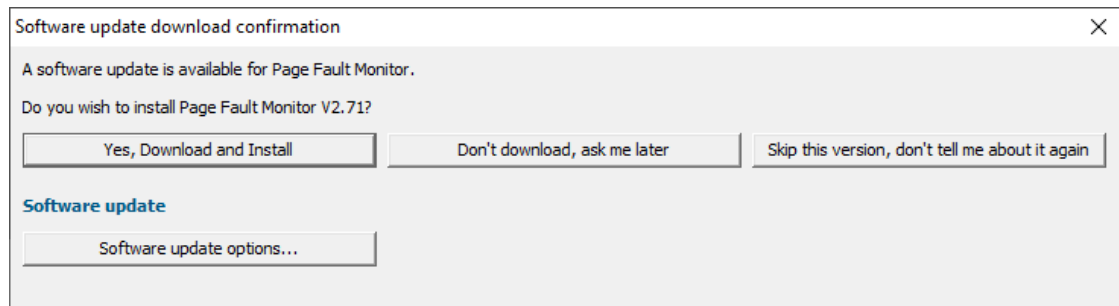 Software update download confirmation
A software update is available for Page Fault Monitor.
Do you wish to install Page Fault Monitor V2.71?
Yes, Download and Install
Don't download, ask me later
Skip this version, don't tell me about it again
Software update
Software update options...